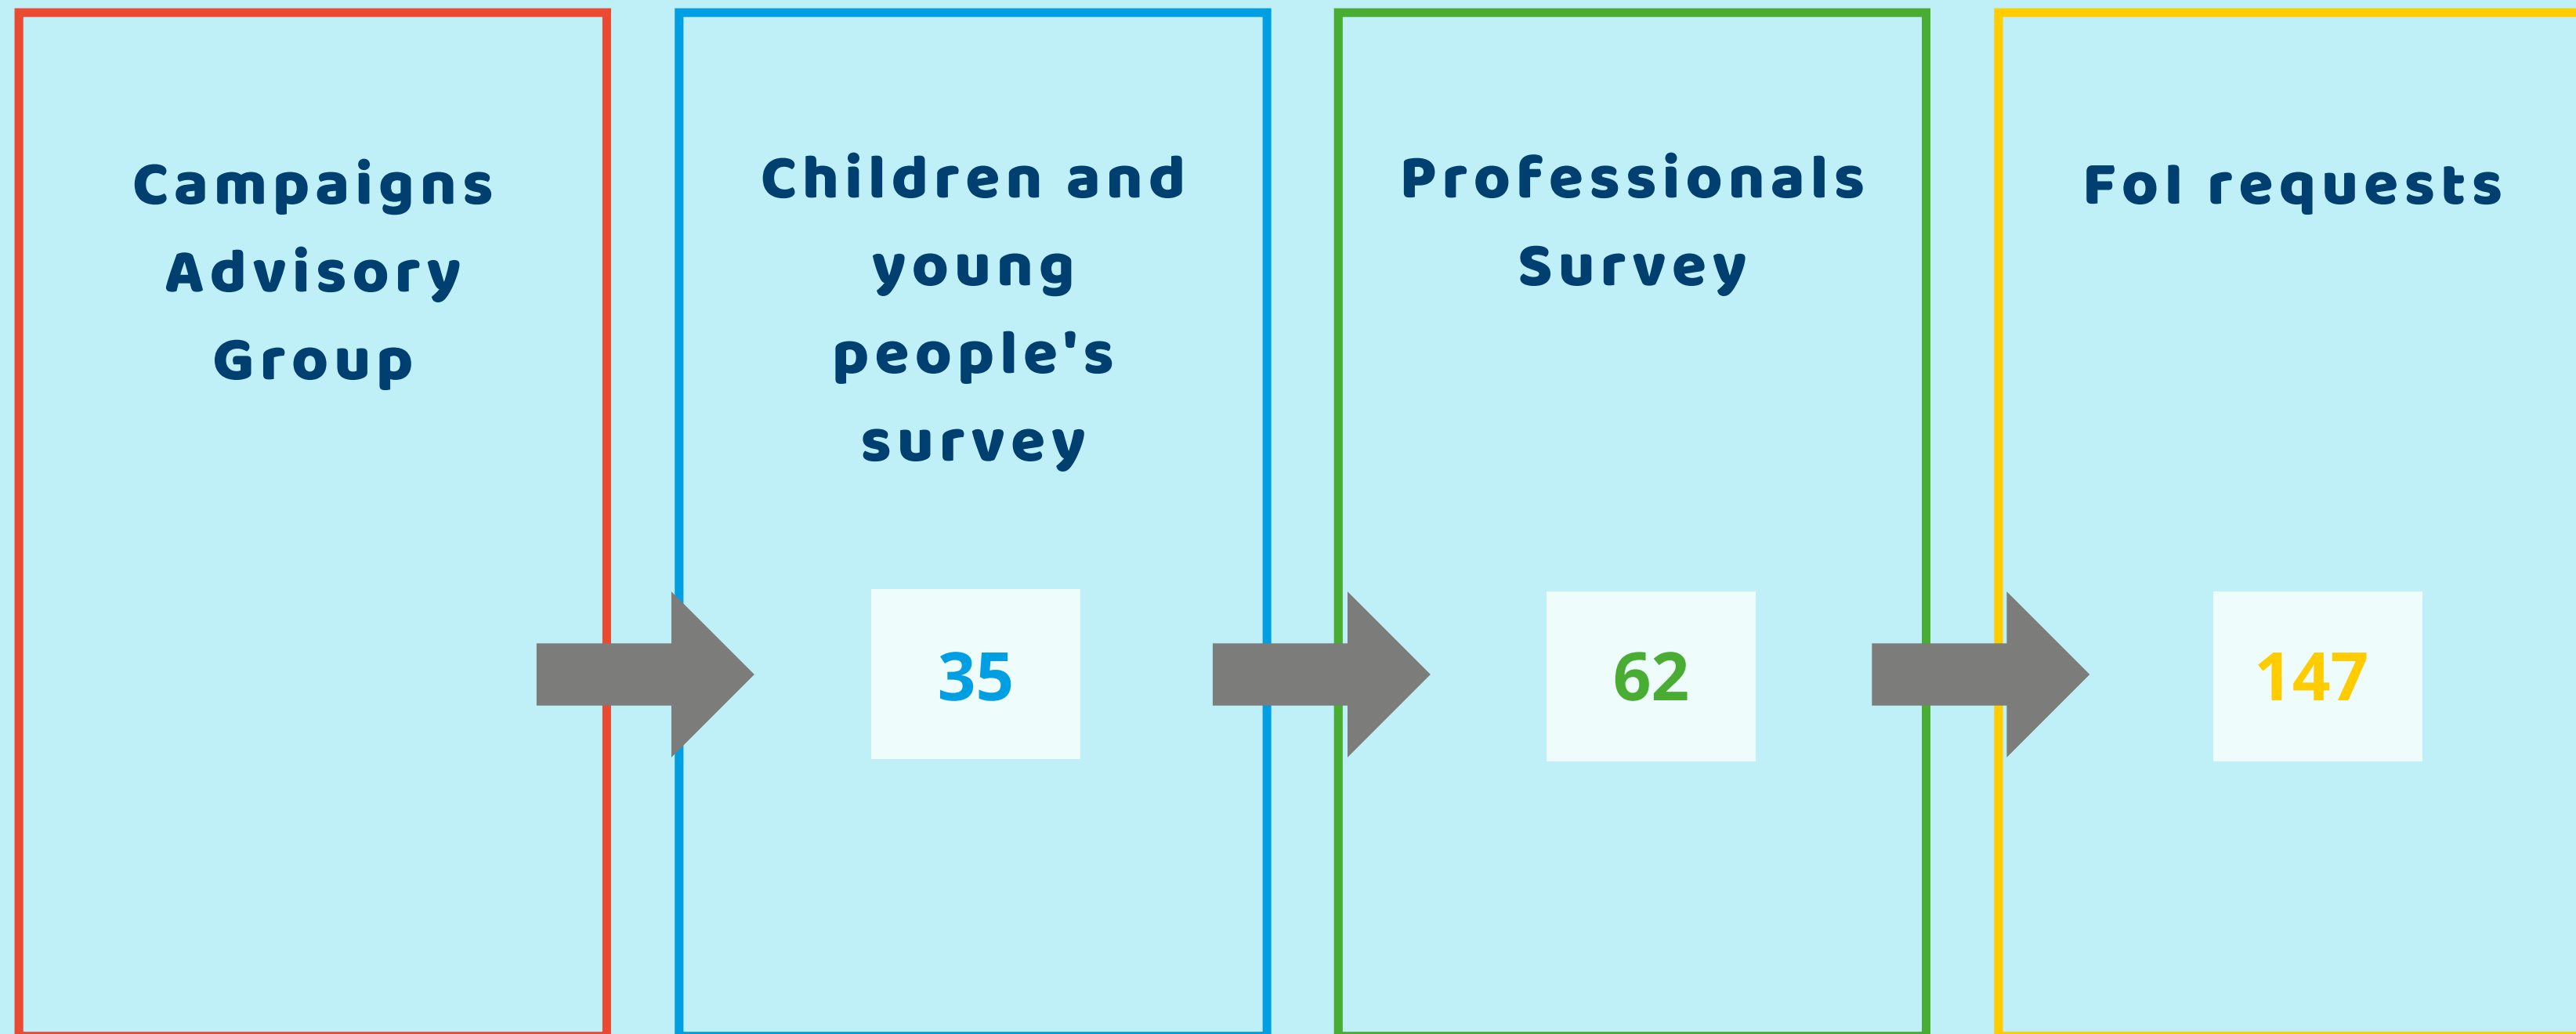 Campaigns
Advisory
Group
Children and
young
people's
survey
35
Professionals
Survey
62
FoI requests
147